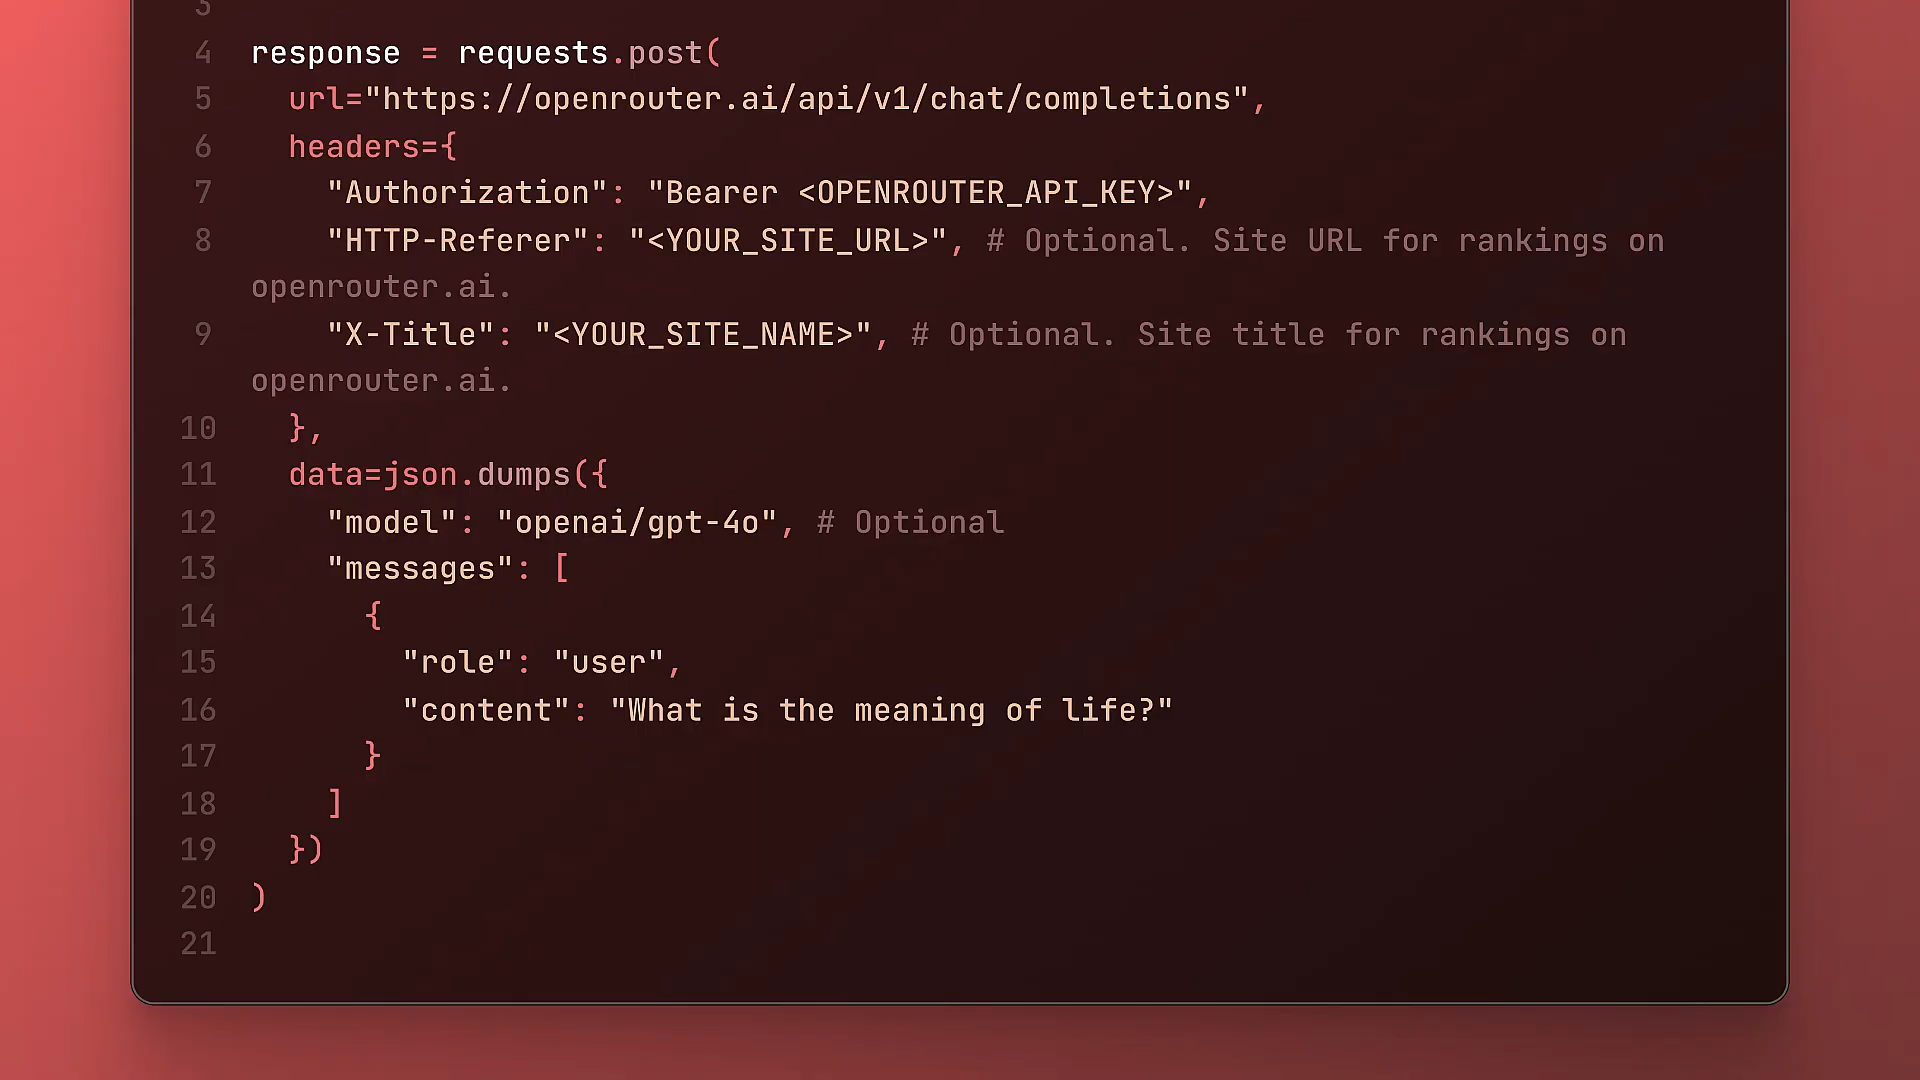 3
4 response = requests.post(
5   url="https://openrouter.ai/api/v1/chat/completions",
6   headers={
7     "Authorization": "Bearer <OPENROUTER_API_KEY>",
8     "HTTP-Referer": "<YOUR_SITE_URL>", # Optional. Site URL for rankings on
openrouter.ai.
9     "X-Title": "<YOUR_SITE_NAME>", # Optional. Site title for rankings on
openrouter.ai.
10   },
11   data=json.dumps({
12     "model": "openai/gpt-4o", # Optional
13     "messages": [
14       {
15         "role": "user",
16         "content": "What is the meaning of life?"
17       }
18     ]
19   })
20 )
21